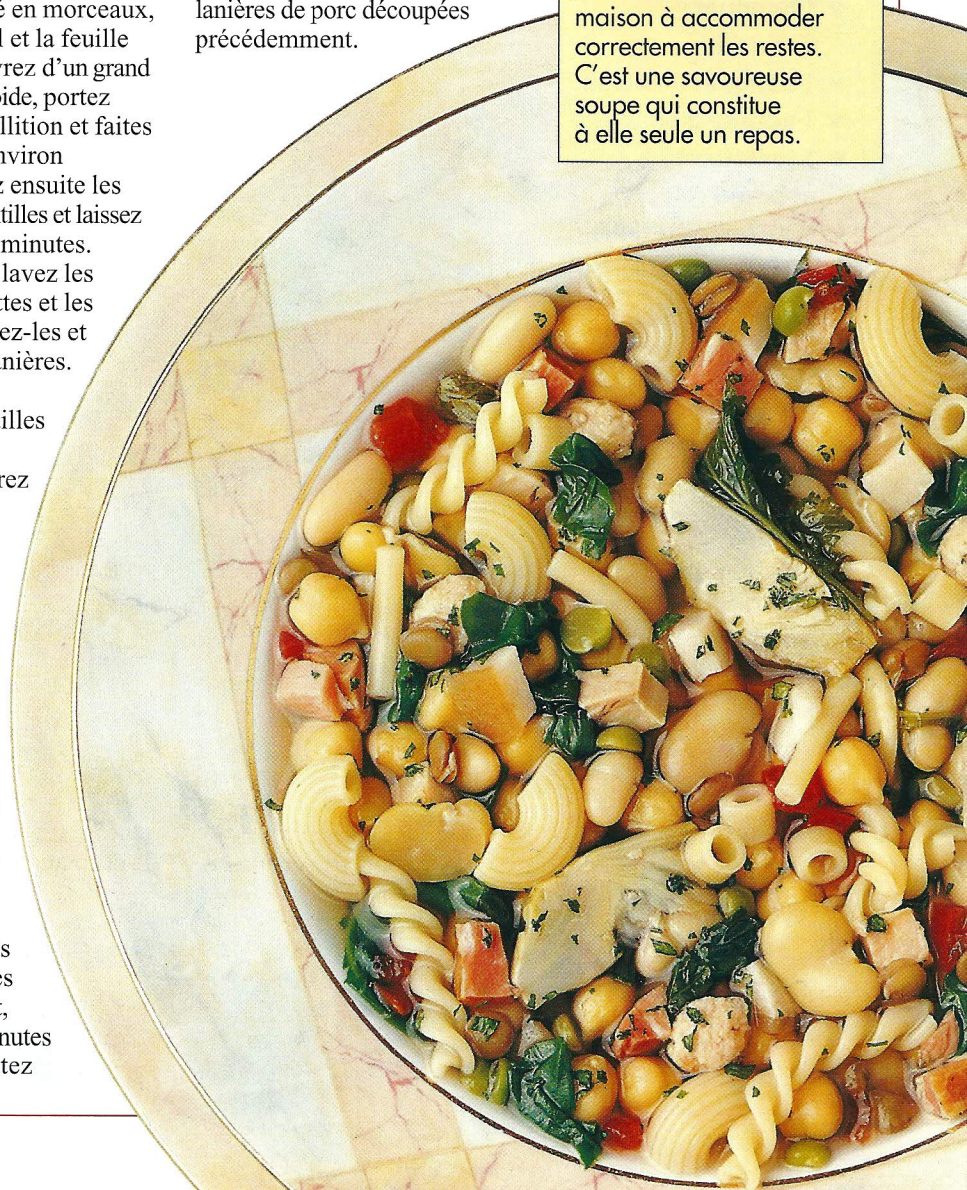 é en morceaux,
l et la feuille
vrez d'un grand
oide, portez
llition et faites
nviron
z ensuite les
tilles et laissez
minutes.
lavez les
ttes et les
ez-les et
nières.
illes
rez
s
es
t,
nutes
tez
lanières de porc découpées
précédemment.
maison à accommoder
correctement les restes.
C'est une savoureuse
soupe qui constitue
à elle seule un repas.